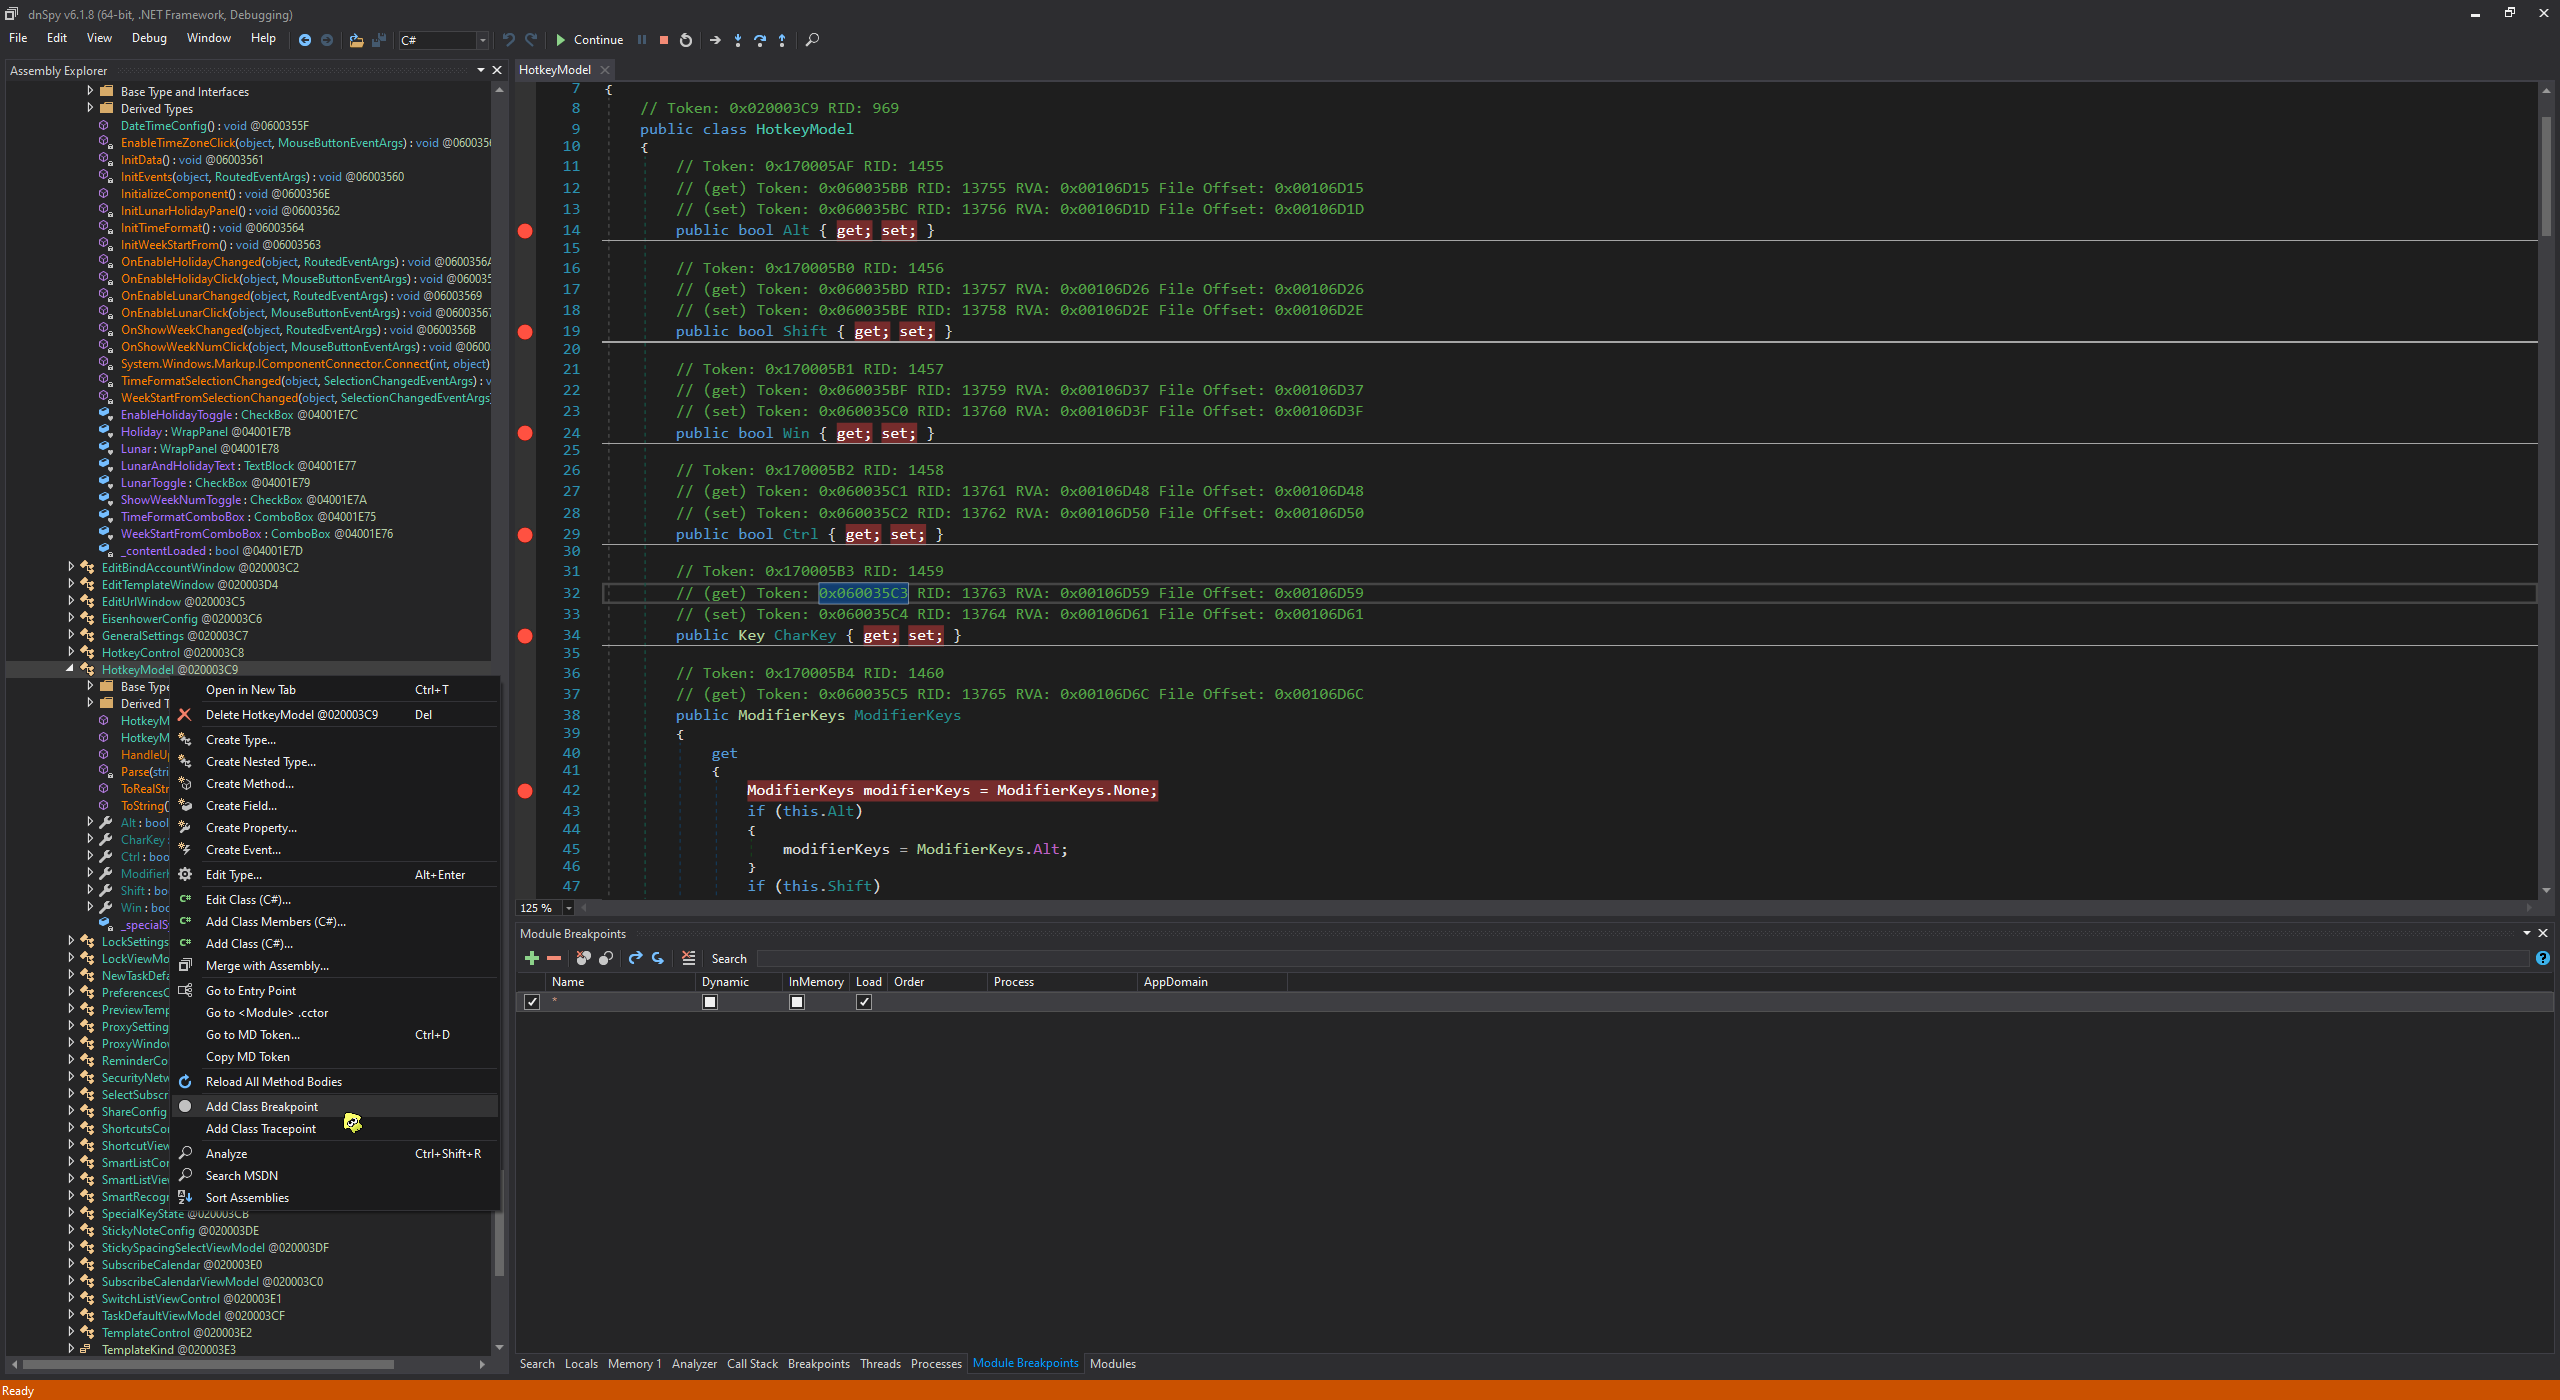 dnSpy v6.1.8 (64-bit, .NET Framework, Debugging)
File Edit View Debug Window Help C# Continue
Assembly Explorer
Base Type and Interfaces
Derived Types
DateTimeConfig() : void @0600355F
EnableTimeZoneClick(object, MouseButtonEventArgs) : void @060035
InitData() : void @06003561
InitEvents(object, RoutedEventArgs) : void @06003560
InitializeComponent() : void @0600356E
InitLunarHolidayPanel() : void @06003562
InitTimeFormat() : void @06003564
InitWeekStartFrom() : void @06003563
OnEnableHolidayChanged(object, RoutedEventArgs) : void @0600356A
OnEnableHolidayClick(object, MouseButtonEventArgs) : void @060035
OnEnableLunarChanged(object, RoutedEventArgs) : void @06003569
OnEnableLunarClick(object, MouseButtonEventArgs) : void @06003567
OnShowWeekChanged(object, RoutedEventArgs) : void @0600356B
OnShowWeekNumClick(object, MouseButtonEventArgs) : void @0600
System.Windows.Markup.IComponentConnector.Connect(int, object)
TimeFormatSelectionChanged(object, SelectionChangedEventArgs) : v
WeekStartFromSelectionChanged(object, SelectionChangedEventArgs
EnableHolidayToggle : CheckBox @04001E7C
Holiday : WrapPanel @04001E7B
Lunar : WrapPanel @04001E78
LunarAndHolidayText : TextBlock @04001E77
LunarToggle : CheckBox @04001E79
ShowWeekNumToggle : CheckBox @04001E7A
TimeFormatComboBox : ComboBox @04001E75
WeekStartFromComboBox : ComboBox @04001E76
_contentLoaded : bool @04001E7D
EditBindAccountWindow @020003C2
EditTemplateWindow @020003D4
EditUrlWindow @020003C5
EisenhowerConfig @020003C6
GeneralSettings @020003C7
HotkeyControl @020003C8
HotkeyModel @020003C9
Base Type
Derived T
HotkeyM
HotkeyM
HandleU
Parse(stri
ToRealStr
ToString(
Alt : bool
CharKey
Ctrl : boo
Modifier
Shift : boo
Win : boo
_specialS
LockSettings
LockViewMo
NewTaskDefa
PreferencesC
PreviewTemp
ProxySetting
ProxyWindow
ReminderCo
SecurityNetw
SelectSubscr
ShareConfig
ShortcutsCon
ShortcutView
SmartListCon
SmartListView
SmartRecogn
SpecialKeyState @020003CB
StickyNoteConfig @020003DE
StickySpacingSelectViewModel @020003DF
SubscribeCalendar @020003E0
SubscribeCalendarViewModel @020003C0
SwitchListViewControl @020003E1
TaskDefaultViewModel @020003CF
TemplateControl @020003E2
TemplateKind @020003E3
Open in New Tab Ctrl+T
Delete HotkeyModel @020003C9 Del
Create Type...
Create Nested Type...
Create Method...
Create Field...
Create Property...
Create Event...
Edit Type... Alt+Enter
Edit Class (C#)...
Add Class Members (C#)...
Add Class (C#)...
Merge with Assembly...
Go to Entry Point
Go to <Module> .cctor
Go to MD Token... Ctrl+D
Copy MD Token
Reload All Method Bodies
Add Class Breakpoint
Add Class Tracepoint
Analyze Ctrl+Shift+R
Search MSDN
Sort Assemblies
HotkeyModel
7 {
8 // Token: 0x020003C9 RID: 969
9 public class HotkeyModel
10 {
11 // Token: 0x170005AF RID: 1455
12 // (get) Token: 0x060035BB RID: 13755 RVA: 0x00106D15 File Offset: 0x00106D15
13 // (set) Token: 0x060035BC RID: 13756 RVA: 0x00106D1D File Offset: 0x00106D1D
14 public bool Alt { get; set; }
15
16 // Token: 0x170005B0 RID: 1456
17 // (get) Token: 0x060035BD RID: 13757 RVA: 0x00106D26 File Offset: 0x00106D26
18 // (set) Token: 0x060035BE RID: 13758 RVA: 0x00106D2E File Offset: 0x00106D2E
19 public bool Shift { get; set; }
20
21 // Token: 0x170005B1 RID: 1457
22 // (get) Token: 0x060035BF RID: 13759 RVA: 0x00106D37 File Offset: 0x00106D37
23 // (set) Token: 0x060035C0 RID: 13760 RVA: 0x00106D3F File Offset: 0x00106D3F
24 public bool Win { get; set; }
25
26 // Token: 0x170005B2 RID: 1458
27 // (get) Token: 0x060035C1 RID: 13761 RVA: 0x00106D48 File Offset: 0x00106D48
28 // (set) Token: 0x060035C2 RID: 13762 RVA: 0x00106D50 File Offset: 0x00106D50
29 public bool Ctrl { get; set; }
30
31 // Token: 0x170005B3 RID: 1459
32 // (get) Token: 0x060035C3 RID: 13763 RVA: 0x00106D59 File Offset: 0x00106D59
33 // (set) Token: 0x060035C4 RID: 13764 RVA: 0x00106D61 File Offset: 0x00106D61
34 public Key CharKey { get; set; }
35
36 // Token: 0x170005B4 RID: 1460
37 // (get) Token: 0x060035C5 RID: 13765 RVA: 0x00106D6C File Offset: 0x00106D6C
38 public ModifierKeys ModifierKeys
39 {
40 get
41 {
42 ModifierKeys modifierKeys = ModifierKeys.None;
43 if (this.Alt)
44 {
45 modifierKeys = ModifierKeys.Alt;
46 }
47 if (this.Shift)
125 %
Module Breakpoints
Search
Name Dynamic InMemory Load Order Process AppDomain
*
Search Locals Memory 1 Analyzer Call Stack Breakpoints Threads Processes Module Breakpoints Modules
Ready